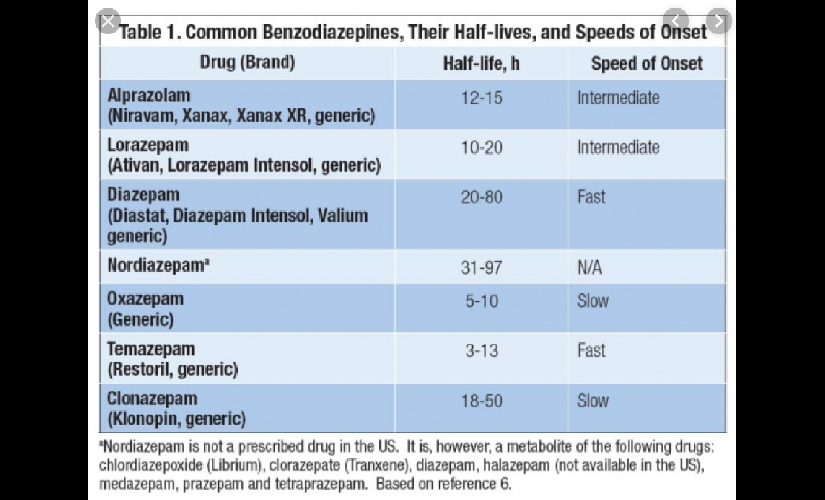 Table 1. Common Benzodiazepines, Their Half-lives, and Speeds of Onset
Drug (Brand) Half-life, h Speed of Onset
Alprazolam 12-15 Intermediate
(Niravam, Xanax, Xanax XR, generic)
Lorazepam 10-20 Intermediate
(Ativan, Lorazepam Intensol, generic)
Diazepam 20-80 Fast
(Diastat, Diazepam Intensol, Valium
generic)
Nordiazepamª 31-97 N/A
Oxazepam 5-10 Slow
(Generic)
Temazepam 3-13 Fast
(Restoril, generic)
Clonazepam 18-50 Slow
(Klonopin, generic)
ªNordiazepam is not a prescribed drug in the US. It is, however, a metabolite of the following drugs:
chlordiazepoxide (Librium), clorazepate (Tranxene), diazepam, halazepam (not available in the US),
medazepam, prazepam and tetraprazepam. Based on reference 6.